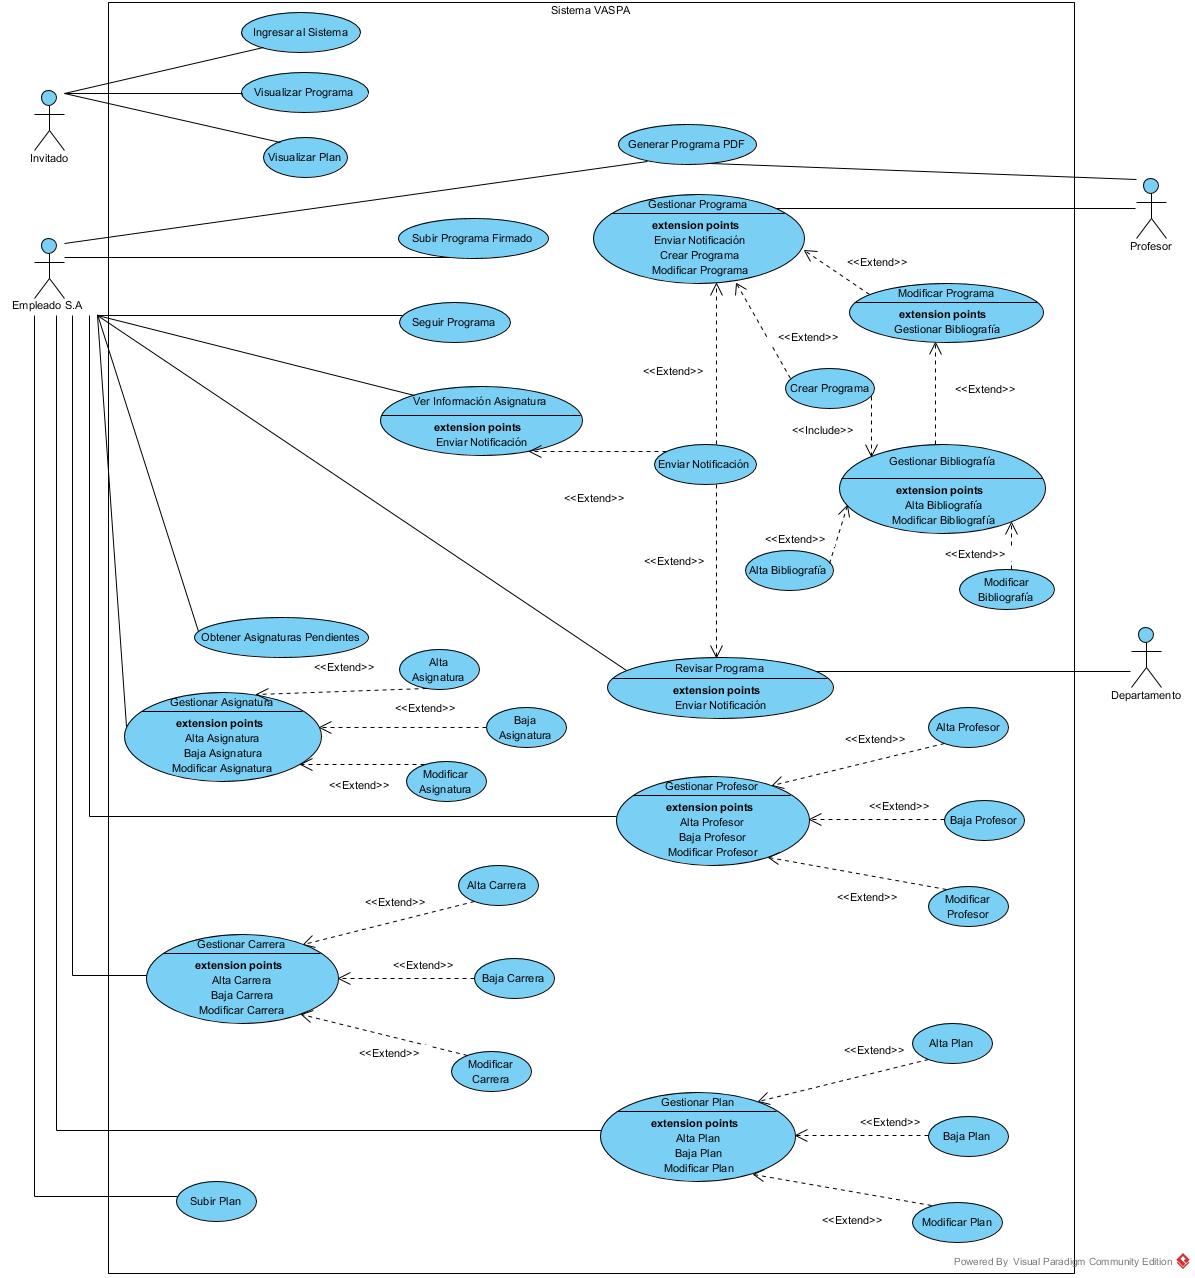 Sistema VASPA
Ingresar al Sistema
Visualizar Programa
Invitado
Visualizar Plan
Generar Programa PDF
Profesor
Gestionar Programa
extension points
Enviar Notificación
Crear Programa
Modificar Programa
Subir Programa Firmado
Empleado S.A
<<Extend>>
Modificar Programa
extension points
Gestionar Bibliografía
Seguir Programa
<<Extend>>
<<Extend>>
Crear Programa
<<Extend>>
Ver Información Asignatura
extension points
Enviar Notificación
<<Include>>
Enviar Notificación
Gestionar Bibliografía
extension points
Alta Bibliografía
Modificar Bibliografía
<<Extend>>
<<Extend>>
<<Extend>>
<<Extend>>
Alta Bibliografía
Modificar
Bibliografía
Obtener Asignaturas Pendientes
<<Extend>>
Alta
Asignatura
Revisar Programa
extension points
Enviar Notificación
Departamento
Gestionar Asignatura
extension points
Alta Asignatura
Baja Asignatura
Modificar Asignatura
<<Extend>>
Baja
Asignatura
<<Extend>>
Modificar
Asignatura
Alta Profesor
<<Extend>>
Gestionar Profesor
extension points
Alta Profesor
Baja Profesor
Modificar Profesor
<<Extend>>
Baja Profesor
<<Extend>>
Modificar
Profesor
Alta Carrera
<<Extend>>
Gestionar Carrera
extension points
Alta Carrera
Baja Carrera
Modificar Carrera
<<Extend>>
Baja Carrera
<<Extend>>
Modificar
Carrera
Alta Plan
<<Extend>>
Gestionar Plan
extension points
Alta Plan
Baja Plan
Modificar Plan
<<Extend>>
Baja Plan
<<Extend>>
Modificar Plan
Subir Plan
Powered By Visual Paradigm Community Edition